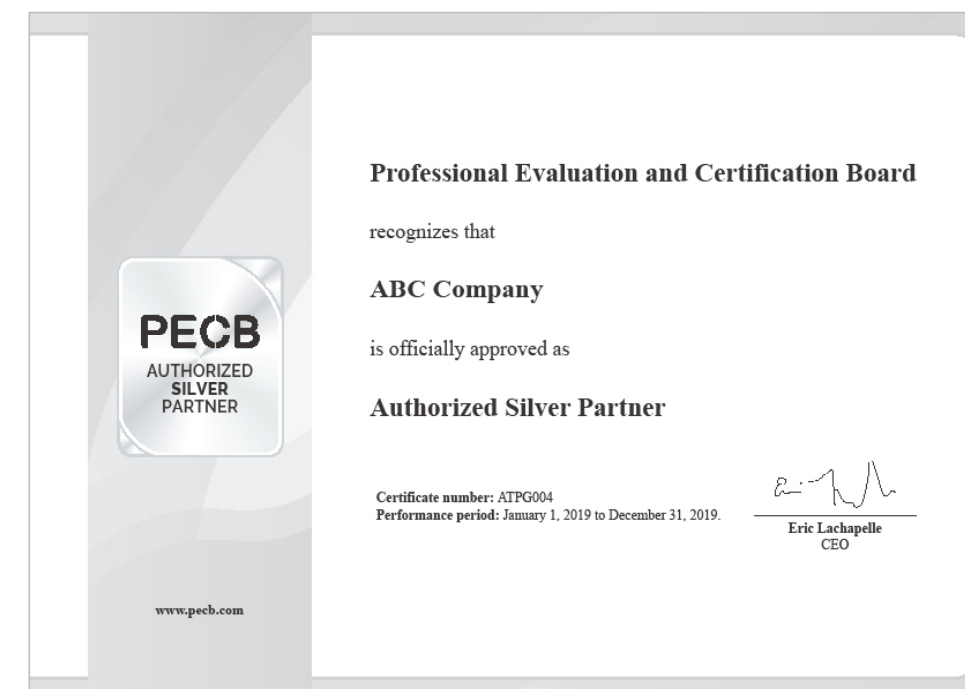 Professional Evaluation and Certification Board
recognizes that
ABC Company
is officially approved as
Authorized Silver Partner
PECB
AUTHORIZED
SILVER
PARTNER
Certificate number: ATPG004
Performance period: January 1, 2019 to December 31, 2019.
Eric Lachapelle
CEO
www.pecb.com